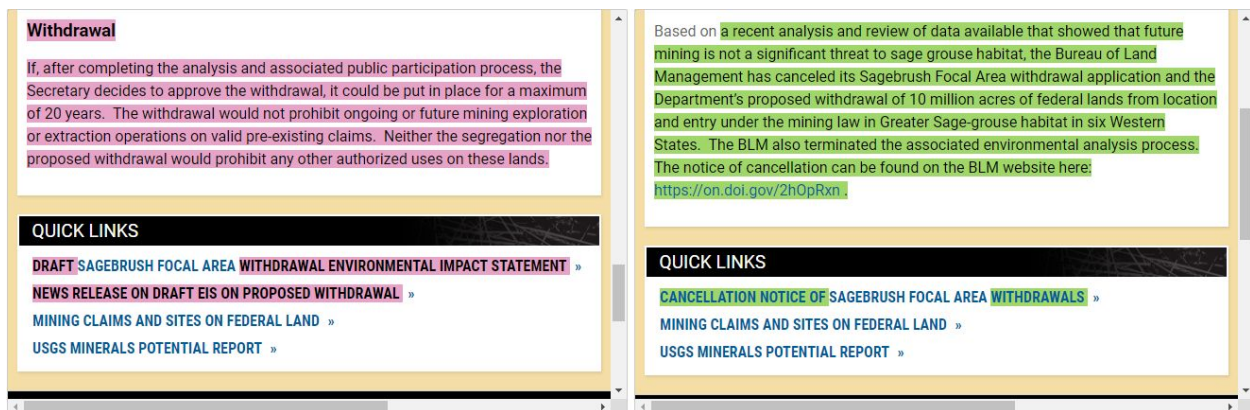 Withdrawal
If, after completing the analysis and associated public participation process, the
Secretary decides to approve the withdrawal, it could be put in place for a maximum
of 20 years.  The withdrawal would not prohibit ongoing or future mining exploration
or extraction operations on valid pre-existing claims.  Neither the segregation nor the
proposed withdrawal would prohibit any other authorized uses on these lands.
QUICK LINKS
DRAFT SAGEBRUSH FOCAL AREA WITHDRAWAL ENVIRONMENTAL IMPACT STATEMENT »
NEWS RELEASE ON DRAFT EIS ON PROPOSED WITHDRAWAL »
MINING CLAIMS AND SITES ON FEDERAL LAND »
USGS MINERALS POTENTIAL REPORT »
Based on a recent analysis and review of data available that showed that future
mining is not a significant threat to sage grouse habitat, the Bureau of Land
Management has canceled its Sagebrush Focal Area withdrawal application and the
Department's proposed withdrawal of 10 million acres of federal lands from location
and entry under the mining law in Greater Sage-grouse habitat in six Western
States.  The BLM also terminated the associated environmental analysis process.
The notice of cancellation can be found on the BLM website here:
https://on.doi.gov/2hOpRxn .
QUICK LINKS
CANCELLATION NOTICE OF SAGEBRUSH FOCAL AREA WITHDRAWALS »
MINING CLAIMS AND SITES ON FEDERAL LAND »
USGS MINERALS POTENTIAL REPORT »